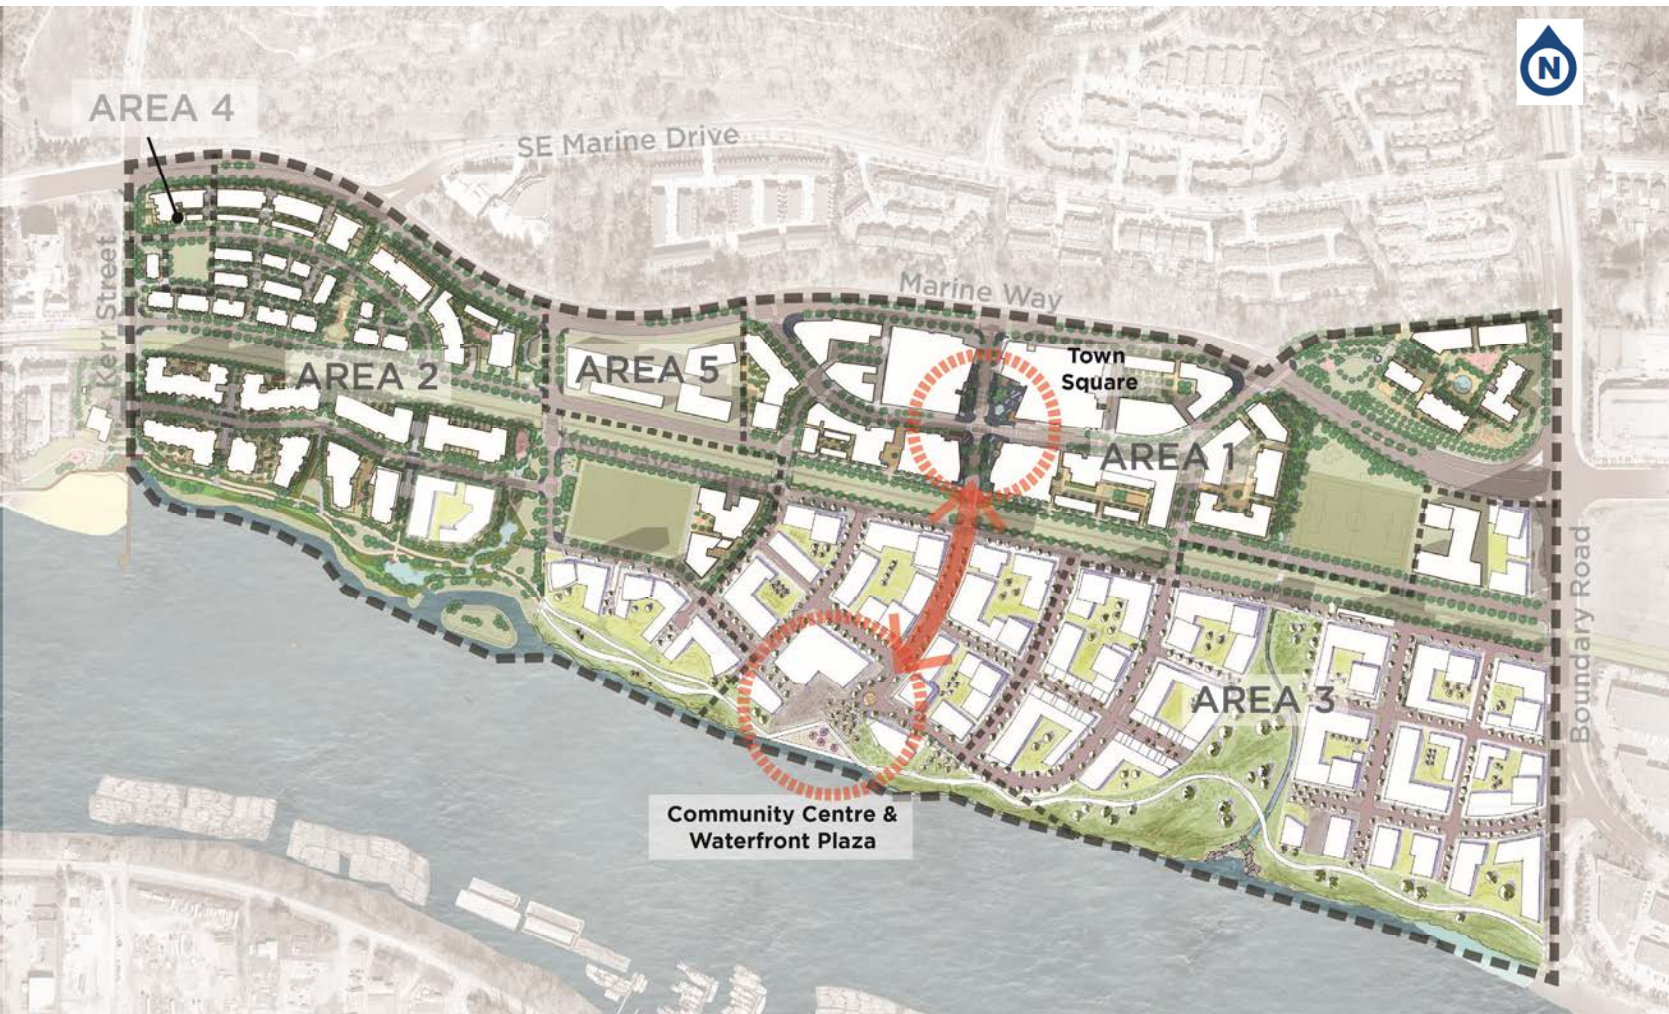 N
AREA 4
SE Marine Drive
Kerr Street
Marine Way
Town
Square
AREA 2
AREA 5
AREA 1
Boundary Road
AREA 3
Community Centre &
Waterfront Plaza